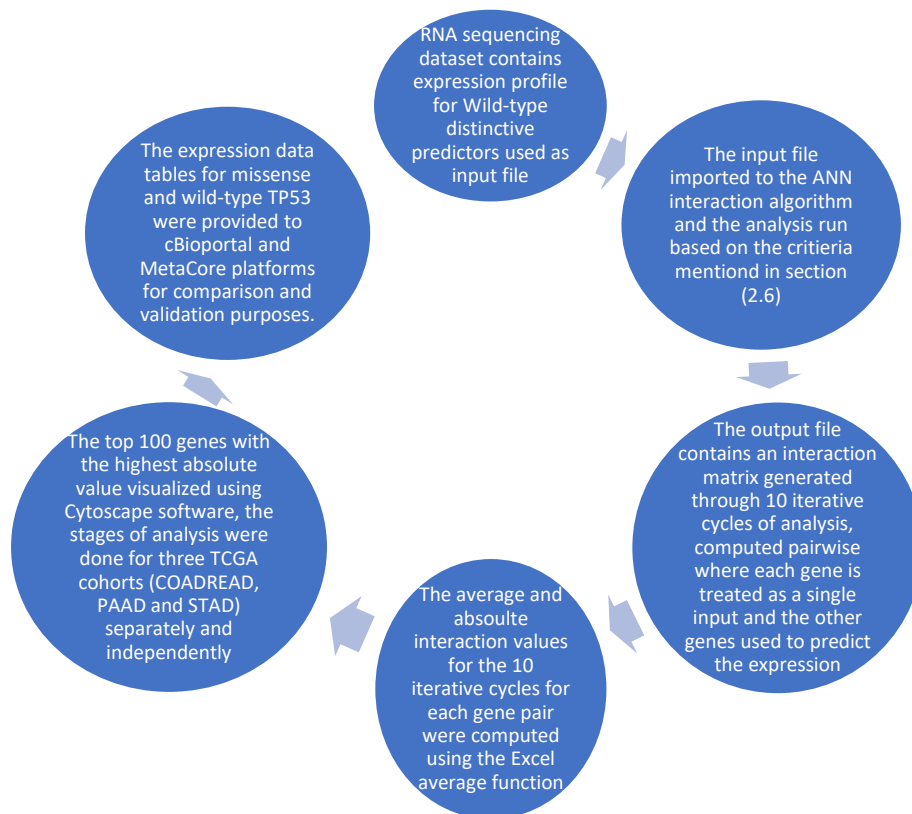 RNA sequencing
dataset contains
expression profile
for Wild-type
distinctive
predictors used as
input file
The input file
imported to the ANN
interaction algorithm
and the analysis run
based on the critieria
mentiond in section
(2.6)
The output file
contains an interaction
matrix generated
through 10 iterative
cycles of analysis,
computed pairwise
where each gene is
treated as a single
input and the other
genes used to predict
the expression
The average and
absoulte
interaction values
for the 10
iterative cycles for
each gene pair
were computed
using the Excel
average function
The top 100 genes with
the highest absolute
value visualized using
Cytoscape software, the
stages of analysis were
done for three TCGA
cohorts (COADREAD,
PAAD and STAD)
separately and
independently
The expression data
tables for missense
and wild-type TP53
were provided to
cBioportal and
MetaCore platforms
for comparison and
validation purposes.